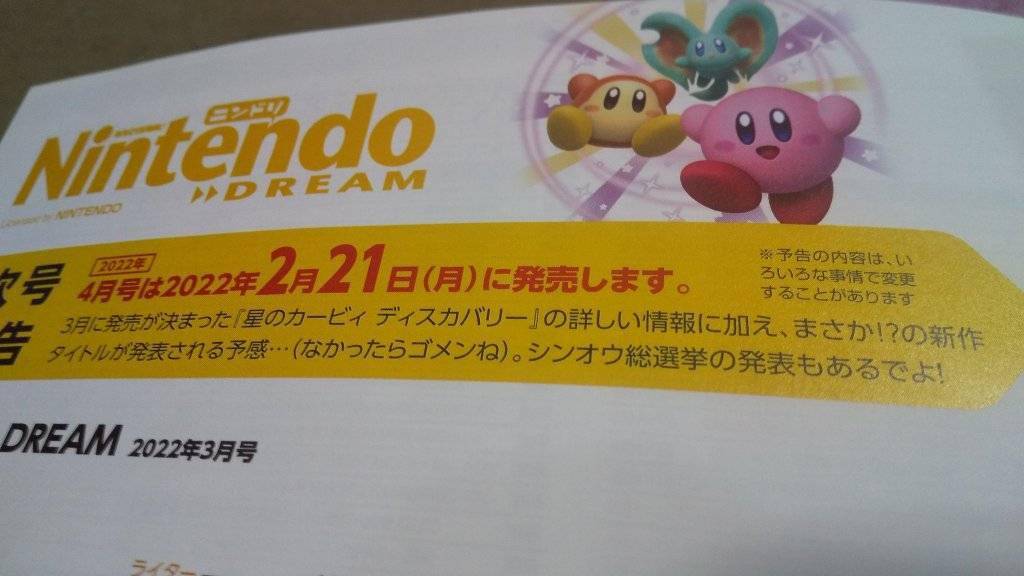 ニンドリ
Nintendo
DREAM
Licensed by NINTENDO
次号
告
2022年
4月号は2022年2月21日(月)に発売します。
※予告の内容は、い
ろいろな事情で変更
することがあります
3月に発売が決まった『星のカービィ ディスカバリー』の詳しい情報に加え、まさか!?の新作
タイトルが発表される予感…(なかったらゴメンね)。シンオウ総選挙の発表もあるでよ!
DREAM 2022年3月号
ライター